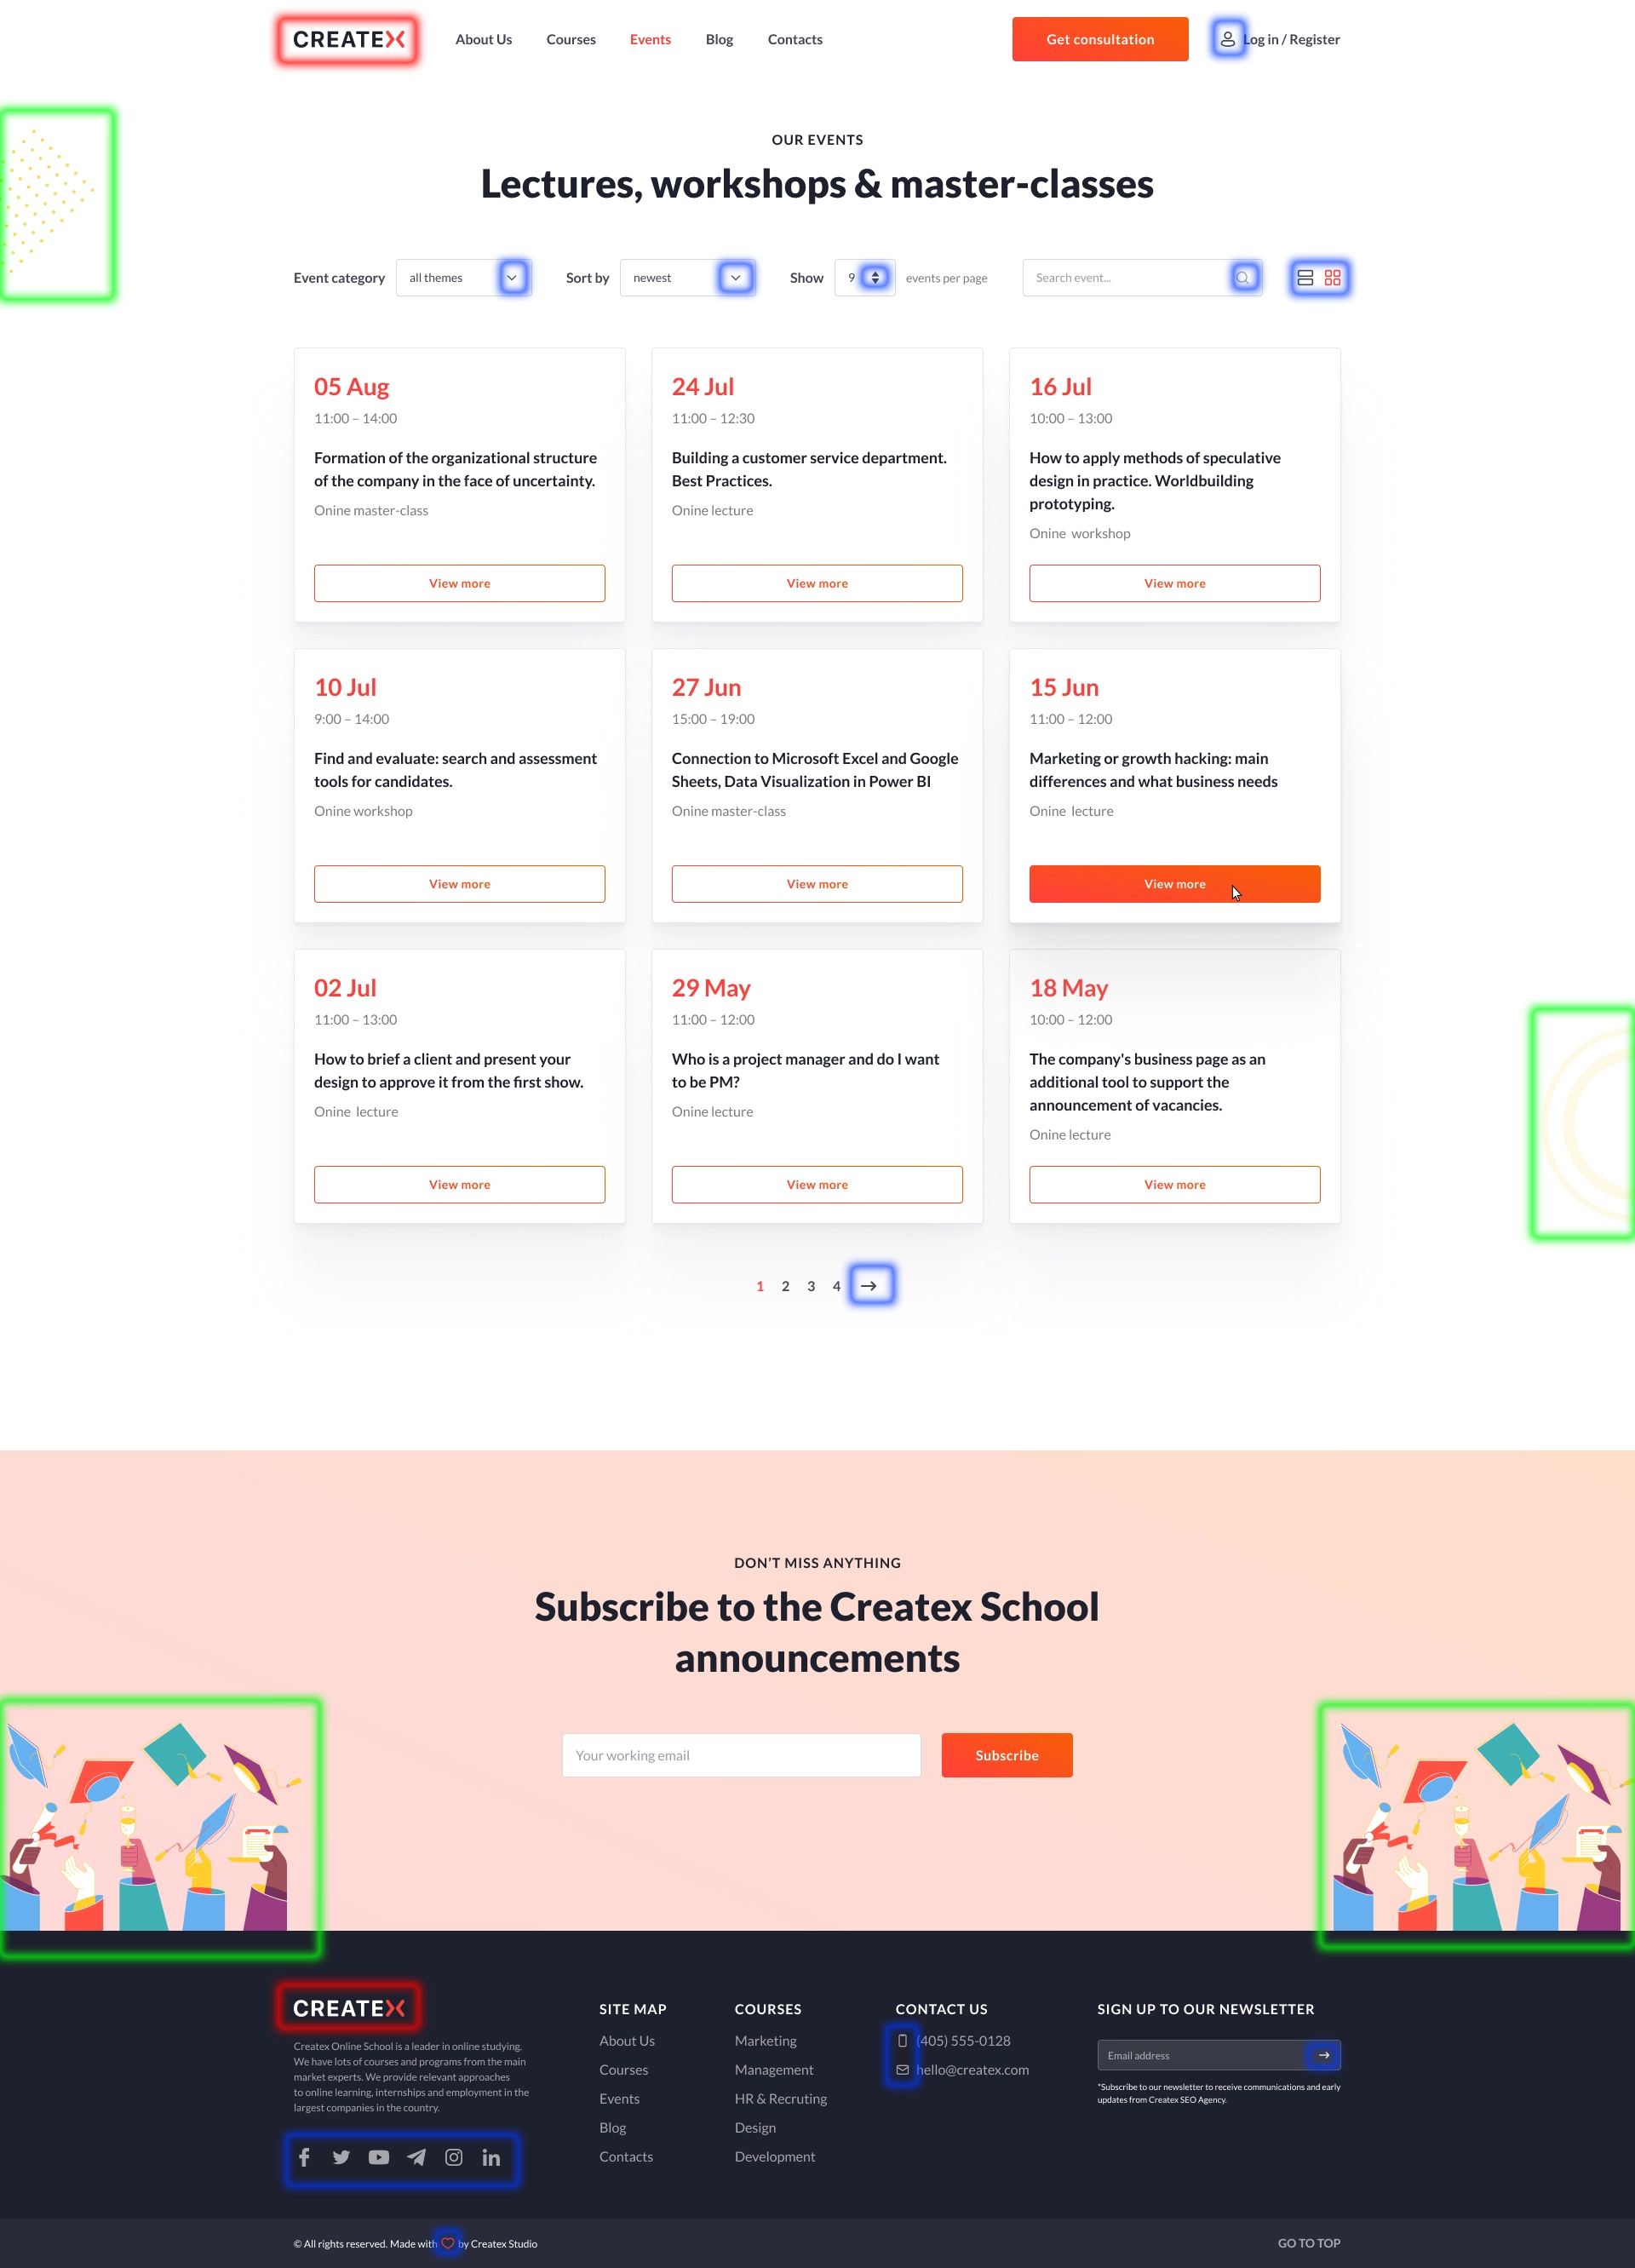 CREATEX
About Us
Courses
Events
Blog
Contacts
Get consultation
Log in / Register
OUR EVENTS
Lectures, workshops & master-classes
Event category
all themes
Sort by
newest
Show
9
events per page
Search event...
05 Aug
11:00 – 14:00
Formation of the organizational structure
of the company in the face of uncertainty.
Onine master-class
View more
24 Jul
11:00 – 12:30
Building a customer service department.
Best Practices.
Onine lecture
View more
16 Jul
10:00 – 13:00
How to apply methods of speculative
design in practice. Worldbuilding
prototyping.
Onine workshop
View more
10 Jul
9:00 – 14:00
Find and evaluate: search and assessment
tools for candidates.
Onine workshop
View more
27 Jun
15:00 – 19:00
Connection to Microsoft Excel and Google
Sheets, Data Visualization in Power BI
Onine master-class
View more
15 Jun
11:00 – 12:00
Marketing or growth hacking: main
differences and what business needs
Onine lecture
View more
02 Jul
11:00 – 13:00
How to brief a client and present your
design to approve it from the first show.
Onine lecture
View more
29 May
11:00 – 12:00
Who is a project manager and do I want
to be PM?
Onine lecture
View more
18 May
10:00 – 12:00
The company's business page as an
additional tool to support the
announcement of vacancies.
Onine lecture
View more
1 2 3 4
DON'T MISS ANYTHING
Subscribe to the Createx School
announcements
Your working email
Subscribe
CREATEX
Createx Online School is a leader in online studying.
We have lots of courses and programs from the main
market experts. We provide relevant approaches
to online learning, internships and employment in the
largest companies in the country.
SITE MAP
About Us
Courses
Events
Blog
Contacts
COURSES
Marketing
Management
HR & Recruting
Design
Development
CONTACT US
(405) 555-0128
hello@createx.com
SIGN UP TO OUR NEWSLETTER
Email address
*Subscribe to our newsletter to receive communications and early
updates from Createx SEO Agency.
© All rights reserved. Made with by Createx Studio
GO TO TOP